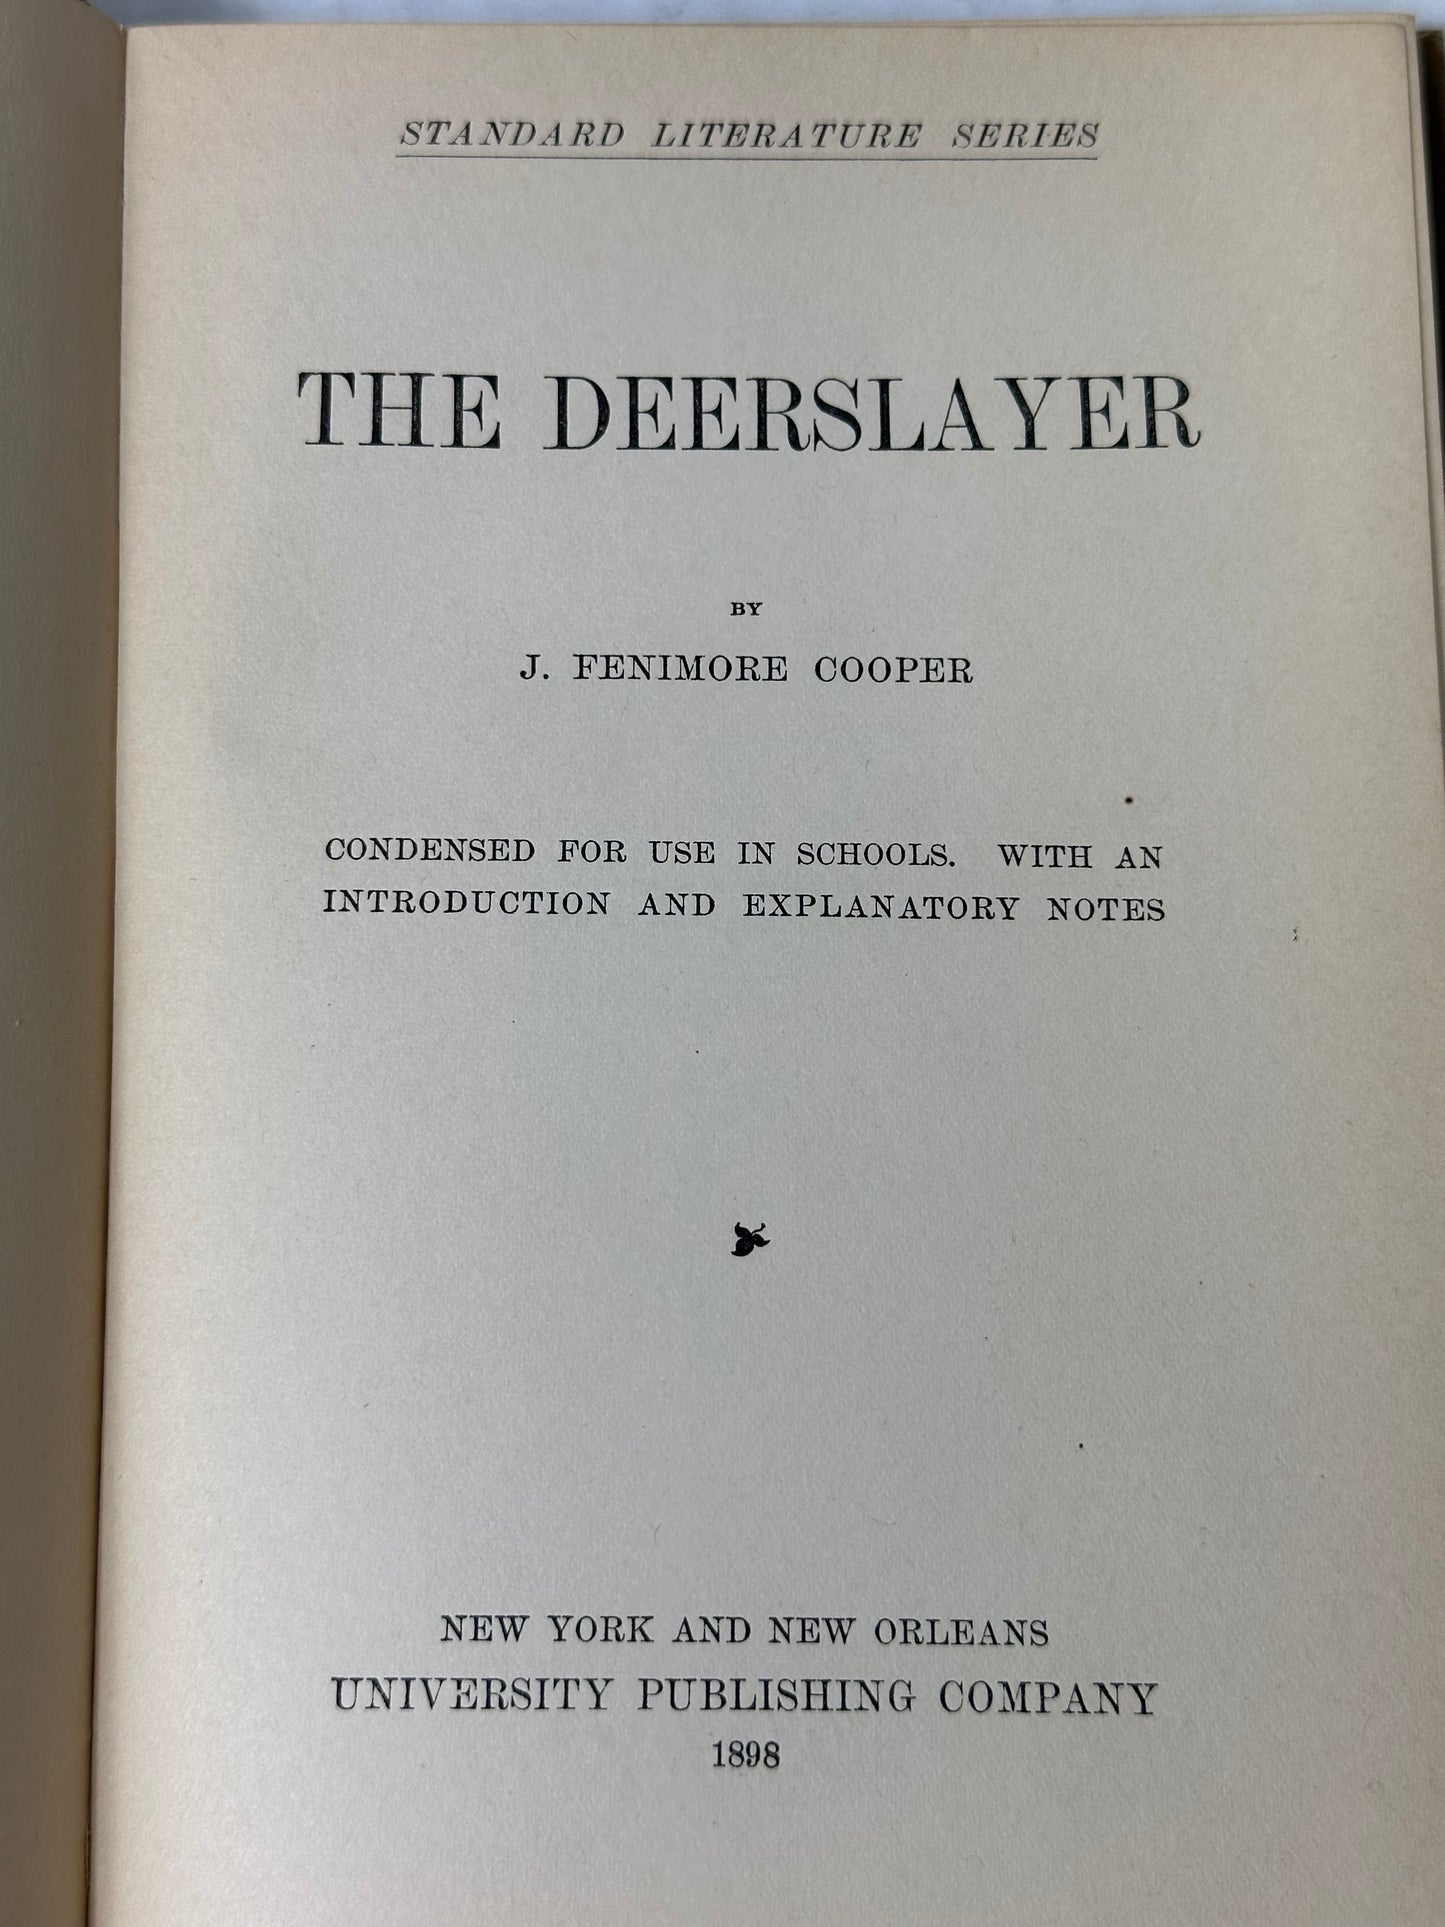 STANDARD LITERATURE SERIES
THE DEERSLAYER
BY
J. FENIMORE COOPER
CONDENSED FOR USE IN SCHOOLS. WITH AN
INTRODUCTION AND EXPLANATORY NOTES
NEW YORK AND NEW ORLEANS
UNIVERSITY PUBLISHING COMPANY
1898